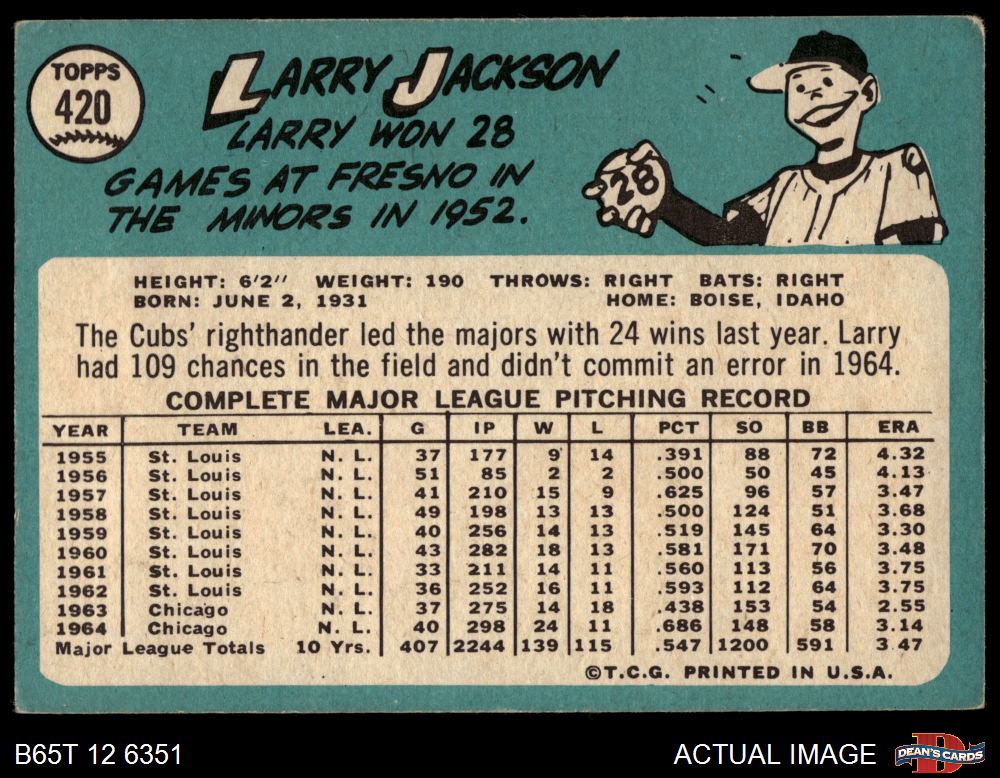 TOPPS
420
LARRY JACKSON
LARRY WON 28
GAMES AT FRESNO IN
THE MINORS IN 1952.
28
HEIGHT: 6'2" WEIGHT: 190 THROWS: RIGHT BATS: RIGHT
BORN: JUNE 2, 1931 HOME: BOISE, IDAHO
The Cubs' righthander led the majors with 24 wins last year. Larry
had 109 chances in the field and didn't commit an error in 1964.
COMPLETE MAJOR LEAGUE PITCHING RECORD
YEAR TEAM LEA. G IP W L PCT SO BB ERA
1955 St. Louis N. L. 37 177 9 14 .391 88 72 4.32
1956 St. Louis N. L. 51 85 2 2 .500 50 45 4.13
1957 St. Louis N. L. 41 210 15 9 .625 96 57 3.47
1958 St. Louis N. L. 49 198 13 13 .500 124 51 3.68
1959 St. Louis N. L. 40 256 14 13 .519 145 64 3.30
1960 St. Louis N. L. 43 282 18 13 .581 171 70 3.48
1961 St. Louis N. L. 33 211 14 11 .560 113 56 3.75
1962 St. Louis N. L. 36 252 16 11 .593 112 64 3.75
1963 Chicago N. L. 37 275 14 18 .438 153 54 2.55
1964 Chicago N. L. 40 298 24 11 .686 148 58 3.14
Major League Totals 10 Yrs. 407 2244 139 115 .547 1200 591 3.47
©T.C.G. PRINTED IN U.S.A.
B65T 12 6351 ACTUAL IMAGE DEAN'S CARDS